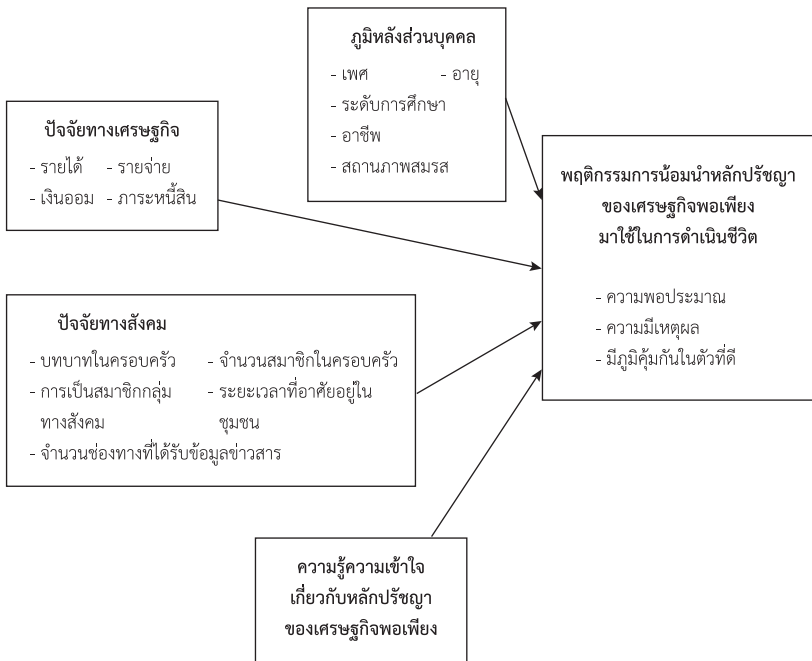 ภูมิหลังส่วนบุคคล
- เพศ - อายุ
- ระดับการศึกษา
- อาชีพ
- สถานภาพสมรส
ปัจจัยทางเศรษฐกิจ
- รายได้ - รายจ่าย
- เงินออม - ภาระหนี้สิน
พฤติกรรมการน้อมนำหลักปรัชญา
ของเศรษฐกิจพอเพียง
มาใช้ในการดำเนินชีวิต
- ความพอประมาณ
- ความมีเหตุผล
- มีภูมิคุ้มกันในตัวที่ดี
ปัจจัยทางสังคม
- บทบาทในครอบครัว - จำนวนสมาชิกในครอบครัว
- การเป็นสมาชิกกลุ่ม - ระยะเวลาที่อาศัยอยู่ใน
ทางสังคม ชุมชน
- จำนวนช่องทางที่ได้รับข้อมูลข่าวสาร
ความรู้ความเข้าใจ
เกี่ยวกับหลักปรัชญา
ของเศรษฐกิจพอเพียง